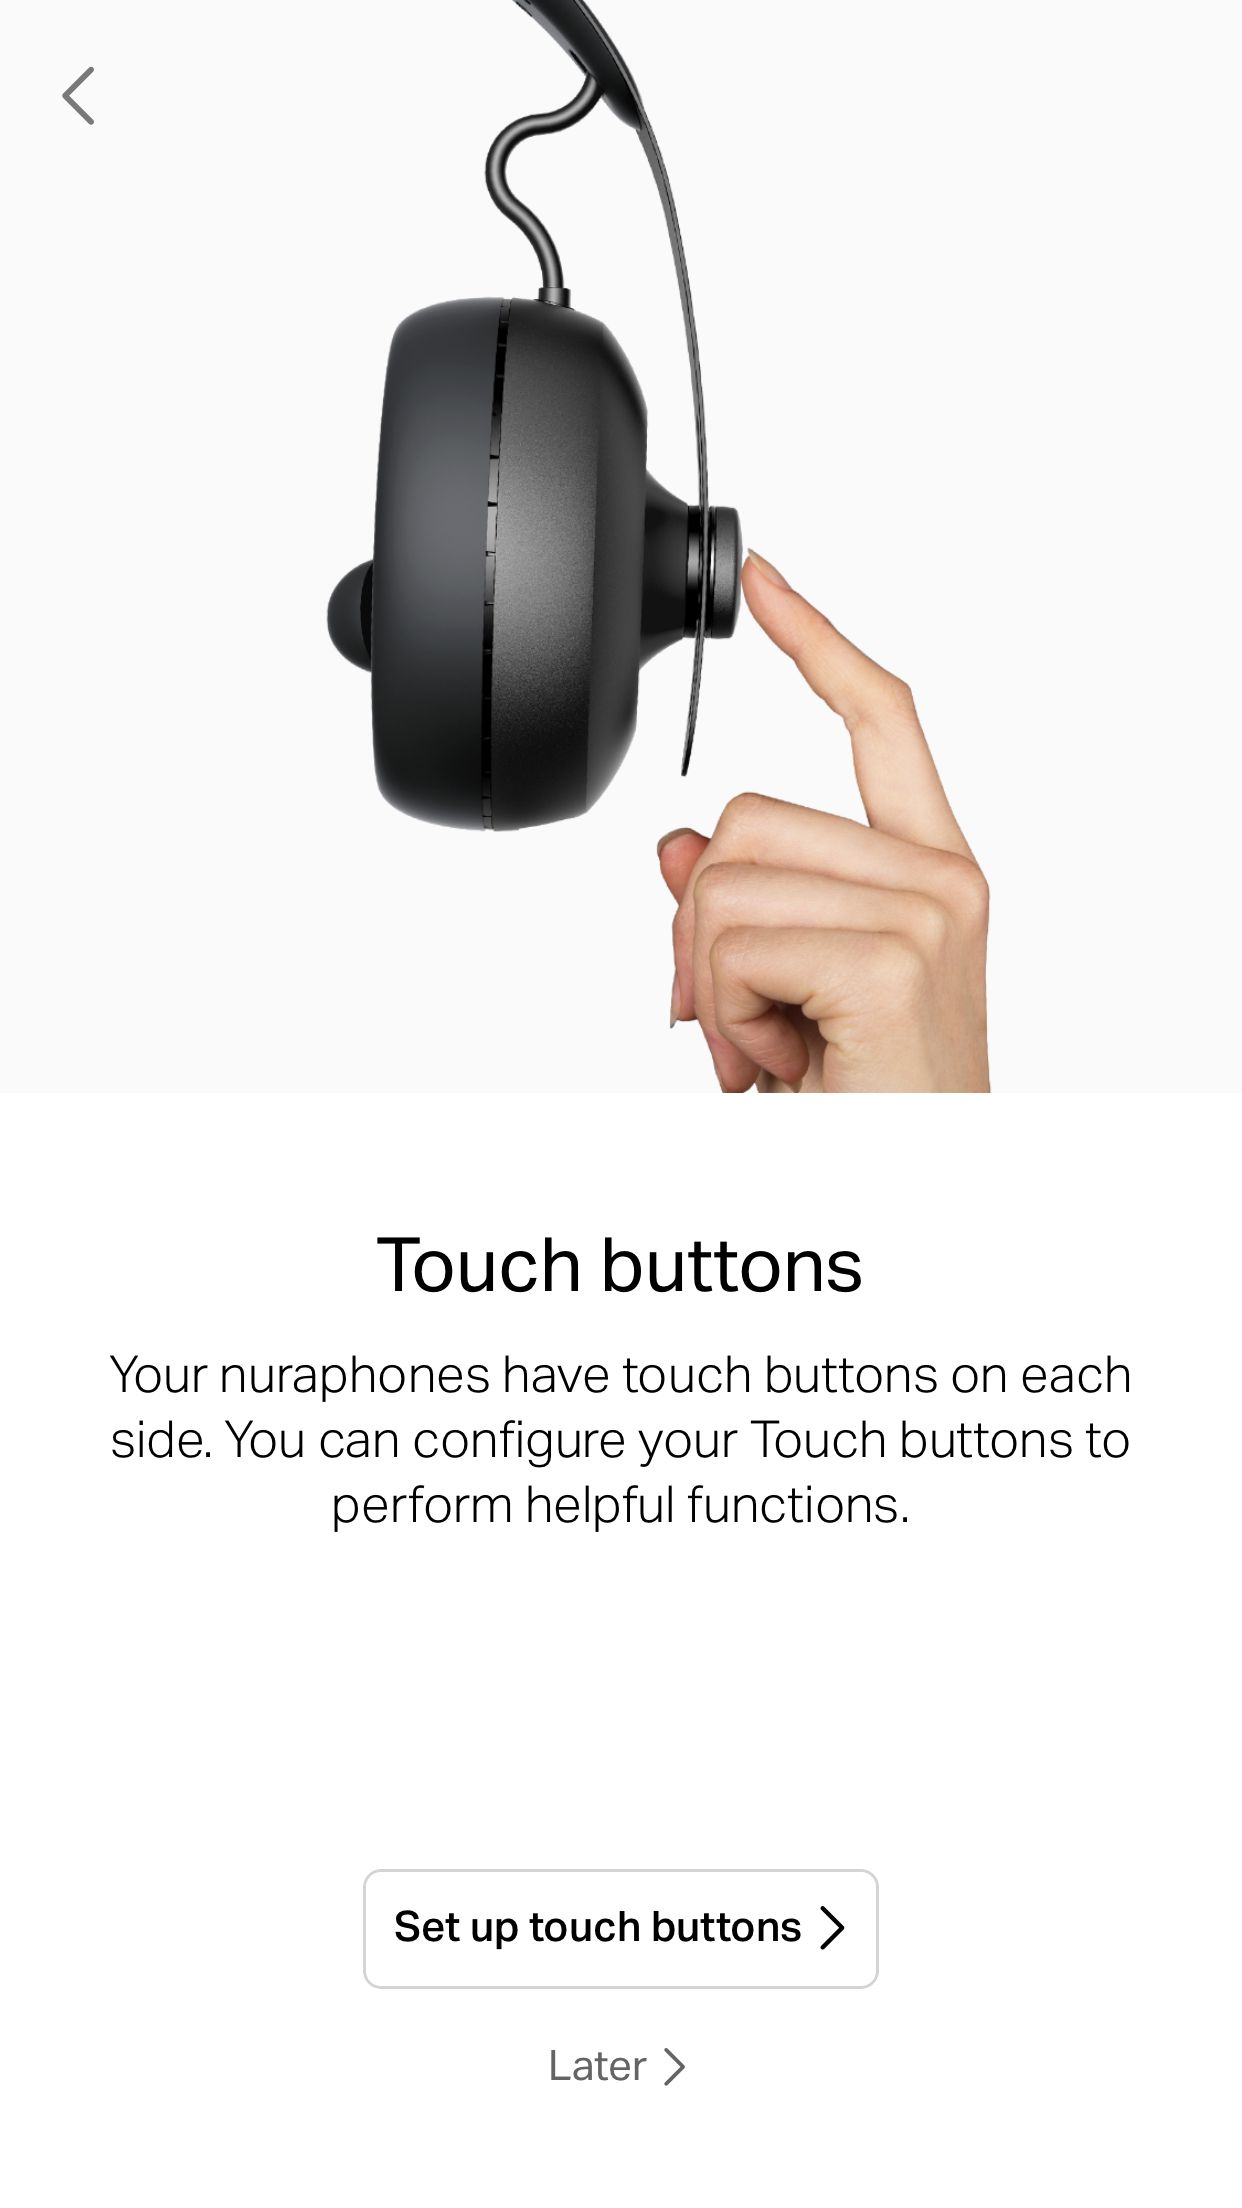 Touch buttons
Your nuraphones have touch buttons on each
side. You can configure your Touch buttons to
perform helpful functions.
Set up touch buttons
Later